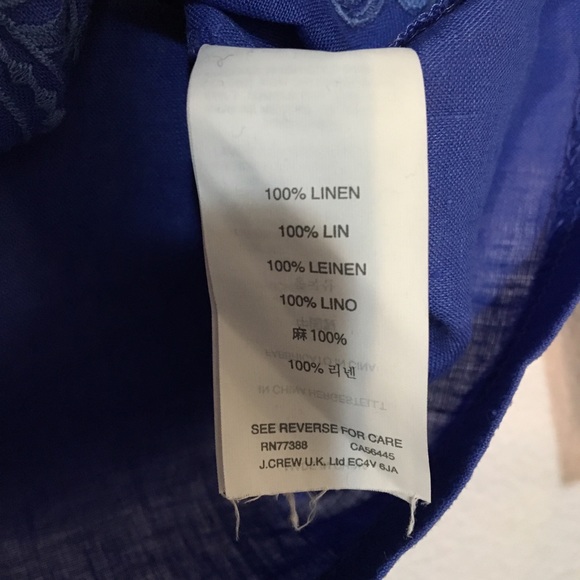 100% LINEN
100% LIN
100% LEINEN
100% LINO
麻100%
100% 리넨
SEE REVERSE FOR CARE
RN77388 CA56445
J.CREW U.K. Ltd EC4V 6JA